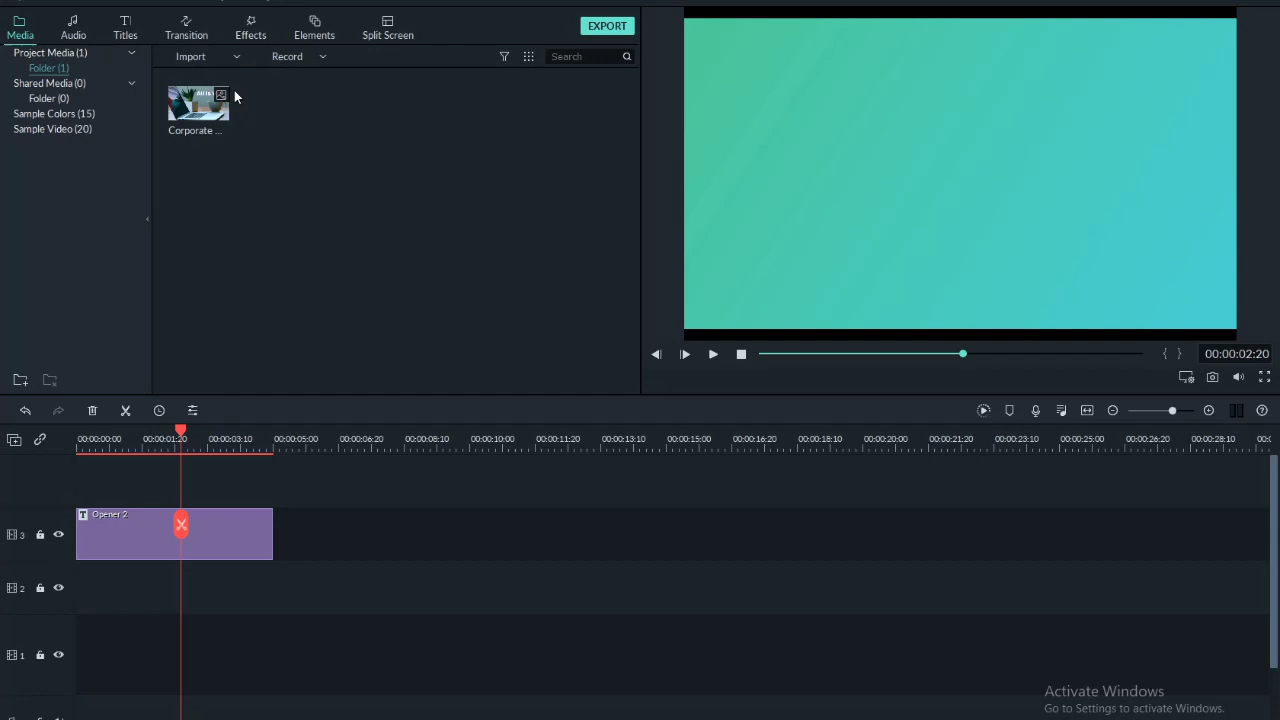 Media Audio Titles Transition Effects Elements Split Screen EXPORT
Project Media (1) Import Record Search
Folder (1)
Shared Media (0)
Folder (0)
Sample Colors (15)
Sample Video (20)
Corporate ...
{ } 00:00:02:20
00:00:00:00 00:00:01:20 00:00:03:10 00:00:05:00 00:00:06:20 00:00:08:10 00:00:10:00 00:00:11:20 00:00:13:10 00:00:15:00 00:00:16:20 00:00:18:10 00:00:20:00 00:00:21:20 00:00:23:10 00:00:25:00 00:00:26:20 00:00:28:10
T Opener 2
3
2
1
Activate Windows
Go to Settings to activate Windows.